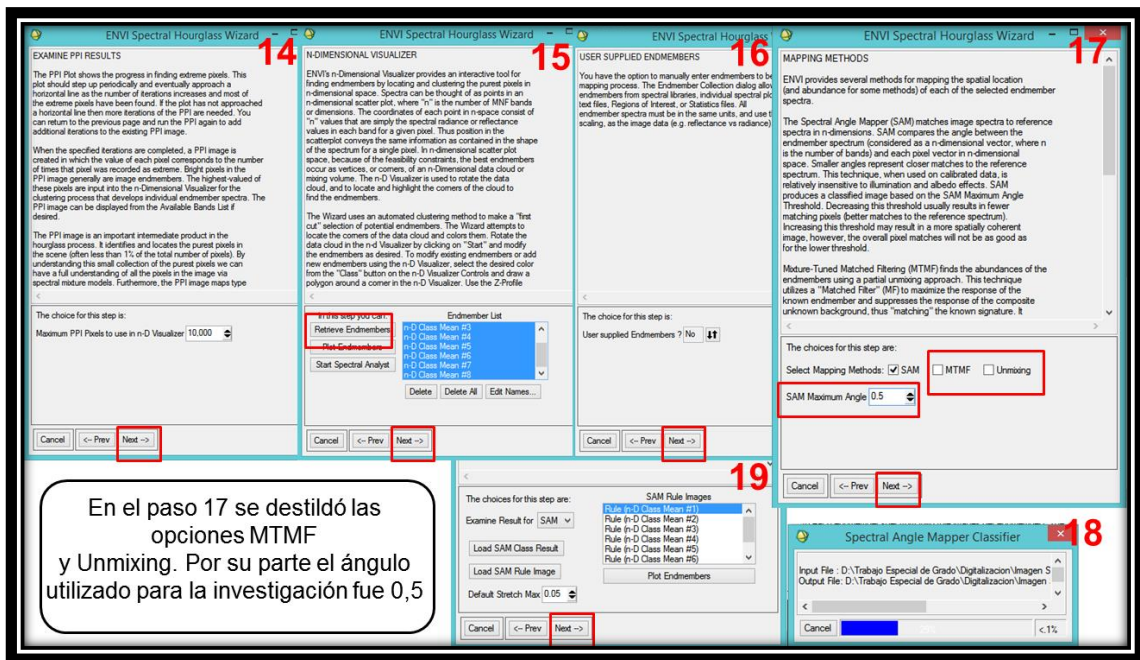 ENVI Spectral Hourglass Wizard
14
EXAMINE PPI RESULTS
The PPI Plot shows the progress in finding extreme pixels. This
plot should step up periodically and eventually approach a
horizontal line as the number of iterations increases and most of
the extreme pixels have been found. If the plot has not approached
a horizontal line then more iterations of the PPI are needed. You
can return to the previous page and run the PPI again to add
additional iterations to the existing PPI image.
When the specified iterations are completed, a PPI image is
created in which the value of each pixel corresponds to the number
of times that pixel was recorded as extreme. Bright pixels in the
PPI image generally are image endmembers. The highest-valued of
these pixels are input into the n-Dimensional Visualizer for the
clustering process that develops individual endmember spectra. The
PPI image can be displayed from the Available Bands List if
desired.
The PPI image is an important intermediate product in the
hourglass process. It identifies and locates the purest pixels in
the scene (often less than 1% of the total number of pixels). By
understanding this small collection of the purest pixels we can
have a full understanding of all the pixels in the image via
spectral mixture models. Furthermore, the PPI image maps type
The choice for this step is:
Maximum PPI Pixels to use in n-D Visualizer 10,000
Cancel <-- Prev Next -->
ENVI Spectral Hourglass Wizard
15
N-DIMENSIONAL VISUALIZER
ENVI's n-Dimensional Visualizer provides an interactive tool for
finding endmembers by locating and clustering the purest pixels in
n-dimensional space. Spectra can be thought of as points in an
n-dimensional scatter plot, where "n" is the number of MNF bands
or dimensions. The coordinates of each point in n-space consist of
"n" values that are simply the spectral radiance or reflectance
values in each band for a given pixel. Thus position in the
scatterplot conveys the same information as contained in the shape
of the spectrum for a single pixel. In n-dimensional scatter plot
space, because of the feasibility constraints, the best endmembers
occur as vertices, or corners, of an n-Dimensional data cloud or
mixing volume. The n-D Visualizer is used to rotate the data
cloud, and to locate and highlight the corners of the cloud to
find the endmembers.
The Wizard uses an automated clustering method to make a "first
cut" selection of potential endmembers. The Wizard attempts to
locate the corners of the data cloud and colors them. Rotate the
data cloud in the n-d Visualizer by clicking on "Start" and modify
the endmembers as desired. To modify existing endmembers or add
new endmembers using the n-D Visualizer, select the desired color
from the "Class" button on the n-D Visualizer Controls and draw a
polygon around a corner in the n-D Visualizer. Use the Z-Profile
In this step you can:
Endmember List
Retrieve Endmembers
Plot Endmembers
Start Spectral Analyst
n-D Class Mean #3
n-D Class Mean #4
n-D Class Mean #5
n-D Class Mean #6
n-D Class Mean #7
n-D Class Mean #8
Delete Delete All Edit Names...
Cancel <-- Prev Next -->
ENVI Spectral Hourglass
16
USER SUPPLIED ENDMEMBERS
You have the option to manually enter endmembers to be
mapping process. The Endmember Collection dialog allow
endmembers from spectral libraries, individual spectral plo
text files, Regions of Interest, or Statistics files. All
endmember spectra must be in the same units, and use t
scaling, as the image data (e.g. reflectance vs radiance)
The choice for this step is:
User supplied Endmembers ? No
Cancel <-- Prev Next -->
ENVI Spectral Hourglass Wizard
17
MAPPING METHODS
ENVI provides several methods for mapping the spatial location
(and abundance for some methods) of each of the selected endmember
spectra.
The Spectral Angle Mapper (SAM) matches image spectra to reference
spectra in n-dimensions. SAM compares the angle between the
endmember spectrum (considered as a n-dimensional vector, where n
is the number of bands) and each pixel vector in n-dimensional
space. Smaller angles represent closer matches to the reference
spectrum. This technique, when used on calibrated data, is
relatively insensitive to illumination and albedo effects. SAM
produces a classified image based on the SAM Maximum Angle
Threshold. Decreasing this threshold usually results in fewer
matching pixels (better matches to the reference spectrum).
Increasing this threshold may result in a more spatially coherent
image, however, the overall pixel matches will not be as good as
for the lower threshold.
Mixture-Tuned Matched Filtering (MTMF) finds the abundances of the
endmembers using a partial unmixing approach. This technique
utilizes a "Matched Filter" (MF) to maximize the response of the
known endmember and suppresses the response of the composite
unknown background, thus "matching" the known signature. It
The choices for this step are:
Select Mapping Methods: SAM MTMF Unmixing
SAM Maximum Angle 0.5
Cancel <-- Prev Next -->
En el paso 17 se destildó las
opciones MTMF
y Unmixing. Por su parte el ángulo
utilizado para la investigación fue 0,5
19
The choices for this step are:
SAM Rule Images
Examine Result for SAM
Load SAM Class Result
Load SAM Rule Image
Default Stretch Max 0.05
Rule (n-D Class Mean #1)
Rule (n-D Class Mean #2)
Rule (n-D Class Mean #3)
Rule (n-D Class Mean #4)
Rule (n-D Class Mean #5)
Rule (n-D Class Mean #6)
Plot Endmembers
Cancel <-- Prev Next -->
Spectral Angle Mapper Classifier
18
Input File : D:\Trabajo Especial de Grado\Digitalizacion\Imagen S
Output File: D:\Trabajo Especial de Grado\Digitalizacion\Imagen
Cancel
<.1%